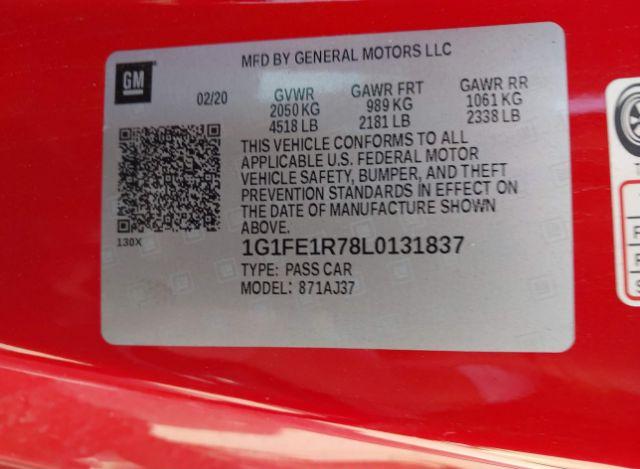 MFD BY GENERAL MOTORS LLC
GM
02/20 GVWR GAWR FRT GAWR RR
2050 KG 989 KG 1061 KG
4518 LB 2181 LB 2338 LB
THIS VEHICLE CONFORMS TO ALL
APPLICABLE U.S. FEDERAL MOTOR
VEHICLE SAFETY, BUMPER, AND THEFT
PREVENTION STANDARDS IN EFFECT ON
THE DATE OF MANUFACTURE SHOWN
ABOVE.
130X
1G1FE1R78L0131837
TYPE: PASS CAR
MODEL: 871AJ37